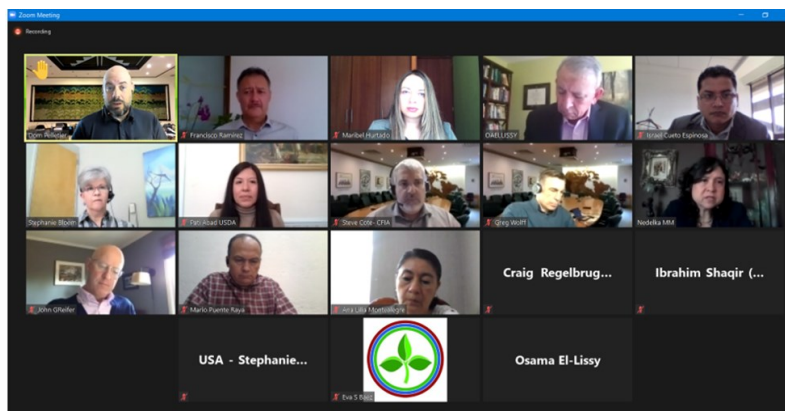 Zoom Meeting
Recording
Dom Pelletier
Francisco Ramírez
Maribel Hurtado
OAELLISSY
Israel Cueto Espinosa
Stephanie Bloem
Pati Abad USDA
Steve Cote- CFIA
Greg Wolff
Nedelka MM
John GReifer
Mario Puente Raya
Ana Lilia Montealegre
Craig Regelbrug...
Ibrahim Shaqir (...
USA - Stephanie...
Eva S Baez
Osama El-Lissy